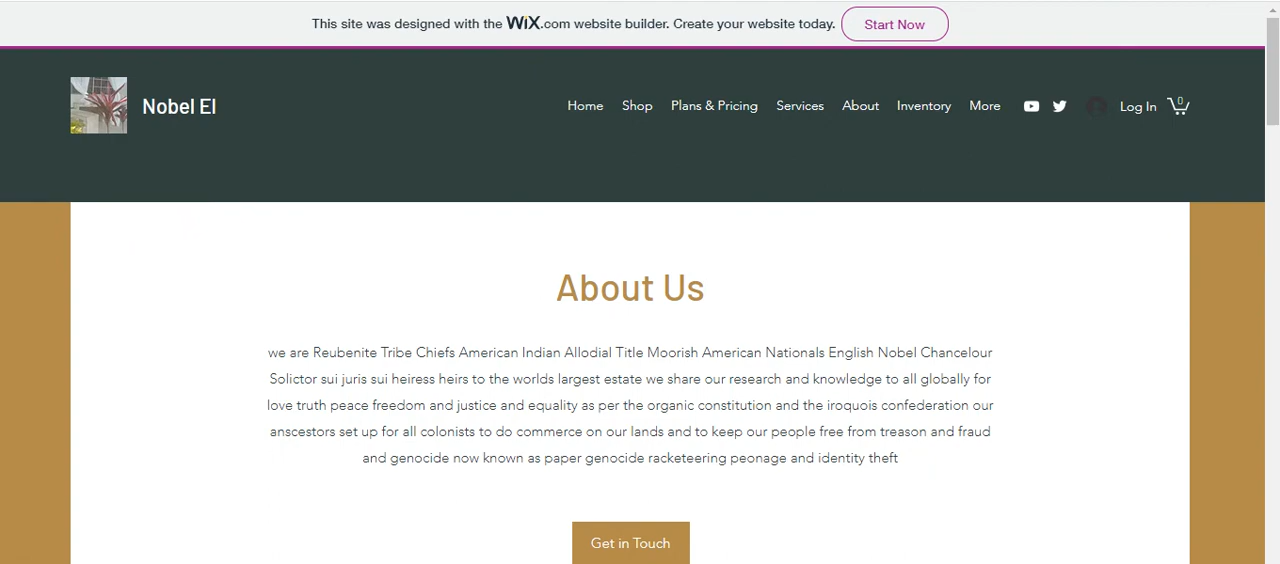 This site was designed with the WiX.com website builder. Create your website today. Start Now
Nobel El Home Shop Plans & Pricing Services About Inventory More Log In 0
About Us
we are Reubenite Tribe Chiefs American Indian Allodial Title Moorish American Nationals English Nobel Chancelour
Solictor sui juris sui heiress heirs to the worlds largest estate we share our research and knowledge to all globally for
love truth peace freedom and justice and equality as per the organic constitution and the iroquois confederation our
anscestors set up for all colonists to do commerce on our lands and to keep our people free from treason and fraud
and genocide now known as paper genocide racketeering peonage and identity theft
Get in Touch